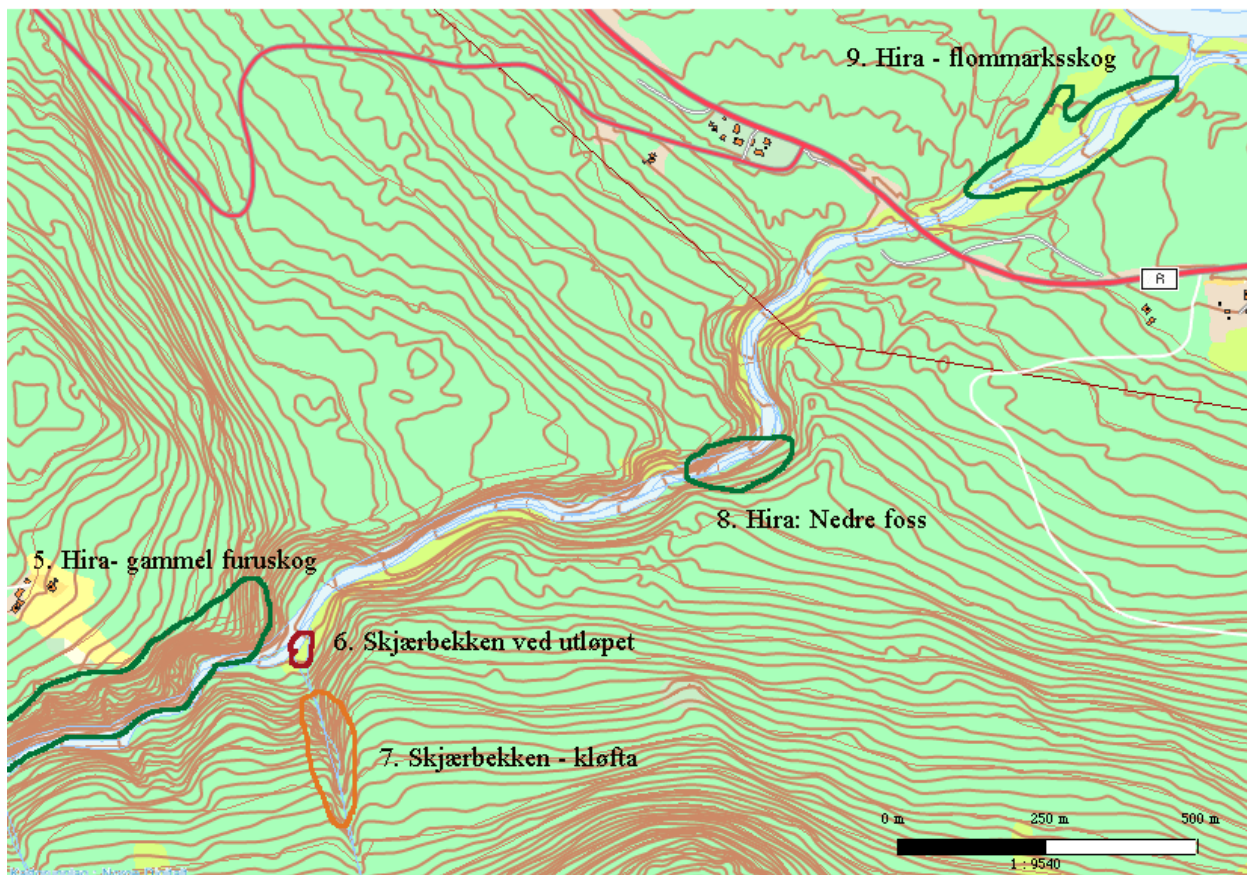 9. Hira - flommarksskog
R
8. Hira: Nedre foss
5. Hira- gammel furuskog
6. Skjærbekken ved utløpet
7. Skjærbekken - kløfta
0 m 250 m 500 m
1 : 9540